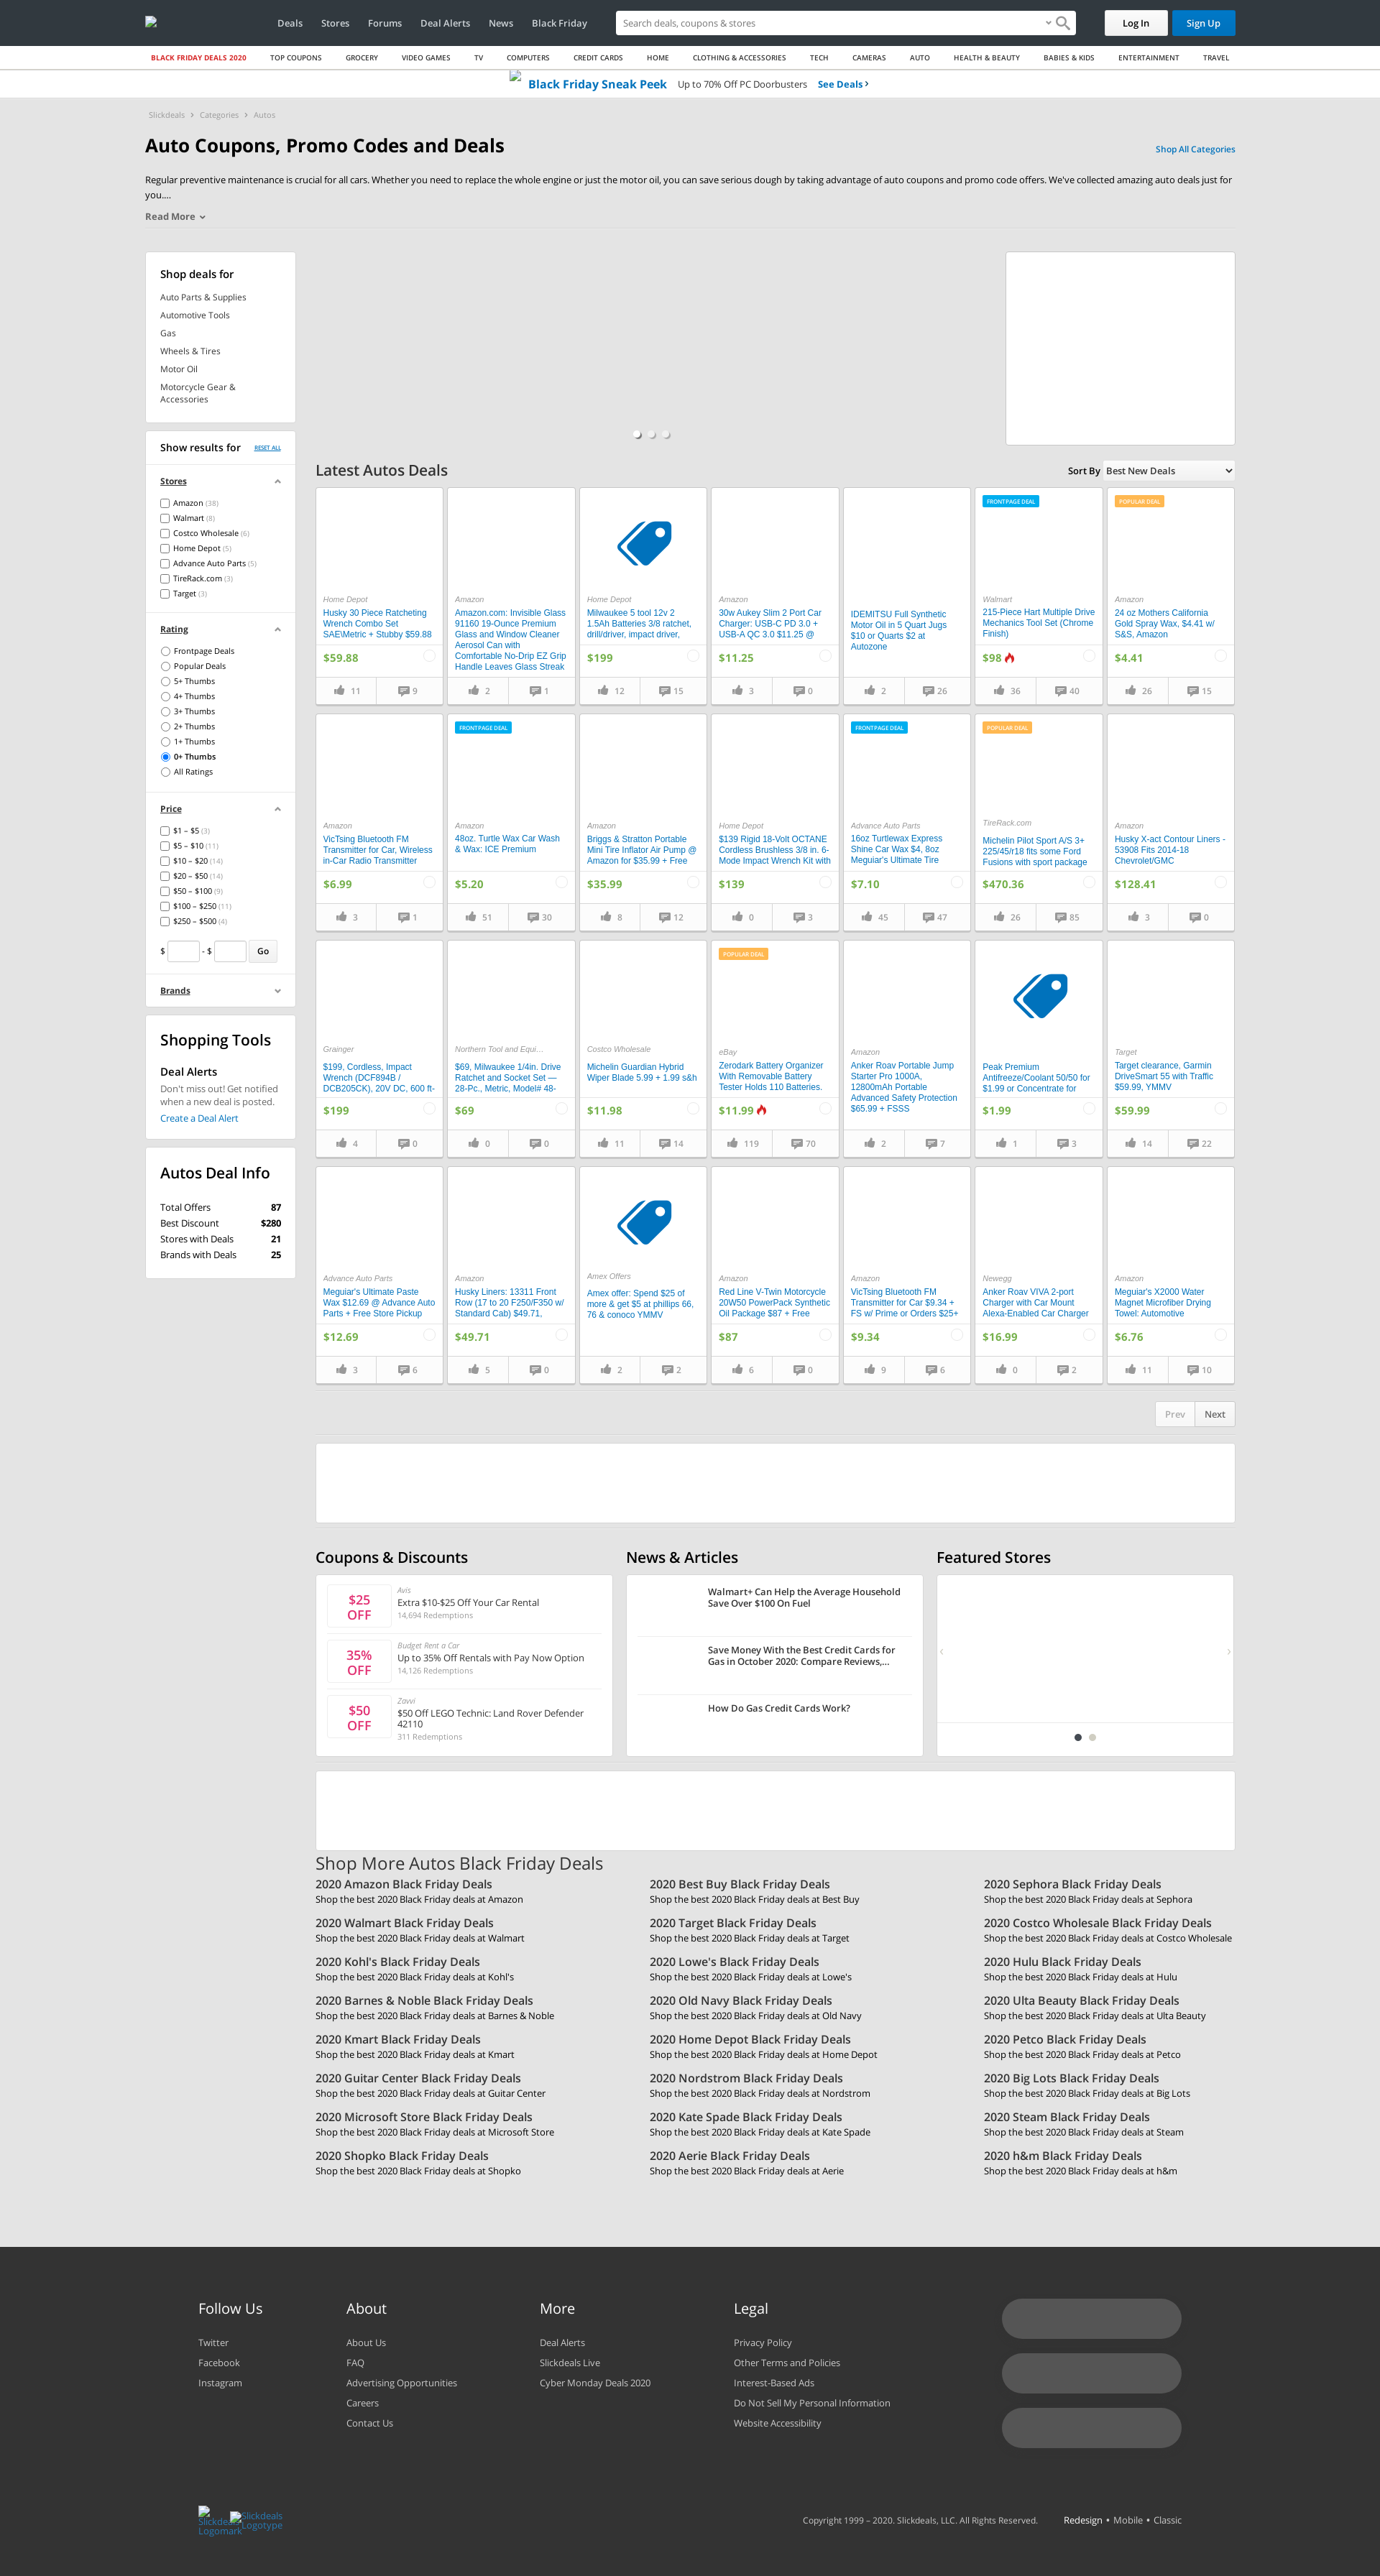 Deals
Stores
Forums
Deal Alerts
News
Black Friday
Search deals, coupons & stores
Log In
Sign Up
BLACK FRIDAY DEALS 2020
TOP COUPONS
GROCERY
VIDEO GAMES
TV
COMPUTERS
CREDIT CARDS
HOME
CLOTHING & ACCESSORIES
TECH
CAMERAS
AUTO
HEALTH & BEAUTY
BABIES & KIDS
ENTERTAINMENT
TRAVEL
Black Friday Sneak Peek
Up to 70% Off PC Doorbusters
See Deals ›
Slickdeals › Categories › Autos
Auto Coupons, Promo Codes and Deals
Shop All Categories
Regular preventive maintenance is crucial for all cars. Whether you need to replace the whole engine or just the motor oil, you can save serious dough by taking advantage of auto coupons and promo code offers. We've collected amazing auto deals just for
you....
Read More
Shop deals for
Auto Parts & Supplies
Automotive Tools
Gas
Wheels & Tires
Motor Oil
Motorcycle Gear &
Accessories
Show results for
RESET ALL
Stores
Amazon (38)
Walmart (8)
Costco Wholesale (6)
Home Depot (5)
Advance Auto Parts (5)
TireRack.com (3)
Target (3)
Rating
Frontpage Deals
Popular Deals
5+ Thumbs
4+ Thumbs
3+ Thumbs
2+ Thumbs
1+ Thumbs
0+ Thumbs
All Ratings
Price
$1 – $5 (3)
$5 – $10 (11)
$10 – $20 (14)
$20 – $50 (14)
$50 – $100 (9)
$100 – $250 (11)
$250 – $500 (4)
$ - $ Go
Brands
Shopping Tools
Deal Alerts
Don't miss out! Get notified
when a new deal is posted.
Create a Deal Alert
Autos Deal Info
Total Offers 87
Best Discount $280
Stores with Deals 21
Brands with Deals 25
Latest Autos Deals
Sort By Best New Deals
Home Depot
Husky 30 Piece Ratcheting
Wrench Combo Set
SAE\Metric + Stubby $59.88
$59.88
11 9
Amazon
Amazon.com: Invisible Glass
91160 19-Ounce Premium
Glass and Window Cleaner
Aerosol Can with
Comfortable No-Drip EZ Grip
Handle Leaves Glass Streak
2 1
Home Depot
Milwaukee 5 tool 12v 2
1.5Ah Batteries 3/8 ratchet,
drill/driver, impact driver,
$199
12 15
Amazon
30w Aukey Slim 2 Port Car
Charger: USB-C PD 3.0 +
USB-A QC 3.0 $11.25 @
$11.25
3 0
IDEMITSU Full Synthetic
Motor Oil in 5 Quart Jugs
$10 or Quarts $2 at
Autozone
2 26
FRONTPAGE DEAL
Walmart
215-Piece Hart Multiple Drive
Mechanics Tool Set (Chrome
Finish)
$98
36 40
POPULAR DEAL
Amazon
24 oz Mothers California
Gold Spray Wax, $4.41 w/
S&S, Amazon
$4.41
26 15
Amazon
VicTsing Bluetooth FM
Transmitter for Car, Wireless
in-Car Radio Transmitter
$6.99
3 1
FRONTPAGE DEAL
Amazon
48oz. Turtle Wax Car Wash
& Wax: ICE Premium
$5.20
51 30
Amazon
Briggs & Stratton Portable
Mini Tire Inflator Air Pump @
Amazon for $35.99 + Free
$35.99
8 12
Home Depot
$139 Rigid 18-Volt OCTANE
Cordless Brushless 3/8 in. 6-
Mode Impact Wrench Kit with
$139
0 3
FRONTPAGE DEAL
Advance Auto Parts
16oz Turtlewax Express
Shine Car Wax $4, 8oz
Meguiar's Ultimate Tire
$7.10
45 47
POPULAR DEAL
TireRack.com
Michelin Pilot Sport A/S 3+
225/45/r18 fits some Ford
Fusions with sport package
$470.36
26 85
Amazon
Husky X-act Contour Liners -
53908 Fits 2014-18
Chevrolet/GMC
$128.41
3 0
Grainger
$199, Cordless, Impact
Wrench (DCF894B /
DCB205CK), 20V DC, 600 ft-
$199
4 0
Northern Tool and Equi…
$69, Milwaukee 1/4in. Drive
Ratchet and Socket Set —
28-Pc., Metric, Model# 48-
$69
0 0
Costco Wholesale
Michelin Guardian Hybrid
Wiper Blade 5.99 + 1.99 s&h
$11.98
11 14
POPULAR DEAL
eBay
Zerodark Battery Organizer
With Removable Battery
Tester Holds 110 Batteries.
$11.99
119 70
Amazon
Anker Roav Portable Jump
Starter Pro 1000A,
12800mAh Portable
Advanced Safety Protection
$65.99 + FSSS
2 7
Peak Premium
Antifreeze/Coolant 50/50 for
$1.99 or Concentrate for
$1.99
1 3
Target
Target clearance, Garmin
DriveSmart 55 with Traffic
$59.99, YMMV
$59.99
14 22
Advance Auto Parts
Meguiar's Ultimate Paste
Wax $12.69 @ Advance Auto
Parts + Free Store Pickup
$12.69
3 6
Amazon
Husky Liners: 13311 Front
Row (17 to 20 F250/F350 w/
Standard Cab) $49.71,
$49.71
5 0
Amex Offers
Amex offer: Spend $25 of
more & get $5 at phillips 66,
76 & conoco YMMV
2 2
Amazon
Red Line V-Twin Motorcycle
20W50 PowerPack Synthetic
Oil Package $87 + Free
$87
6 0
Amazon
VicTsing Bluetooth FM
Transmitter for Car $9.34 +
FS w/ Prime or Orders $25+
$9.34
9 6
Newegg
Anker Roav VIVA 2-port
Charger with Car Mount
Alexa-Enabled Car Charger
$16.99
0 2
Amazon
Meguiar's X2000 Water
Magnet Microfiber Drying
Towel: Automotive
$6.76
11 10
Prev Next
Coupons & Discounts
$25
OFF
Avis
Extra $10-$25 Off Your Car Rental
14,694 Redemptions
35%
OFF
Budget Rent a Car
Up to 35% Off Rentals with Pay Now Option
14,126 Redemptions
$50
OFF
Zavvi
$50 Off LEGO Technic: Land Rover Defender
42110
311 Redemptions
News & Articles
Walmart+ Can Help the Average Household
Save Over $100 On Fuel
Save Money With the Best Credit Cards for
Gas in October 2020: Compare Reviews,...
How Do Gas Credit Cards Work?
Featured Stores
Shop More Autos Black Friday Deals
2020 Amazon Black Friday Deals
Shop the best 2020 Black Friday deals at Amazon
2020 Best Buy Black Friday Deals
Shop the best 2020 Black Friday deals at Best Buy
2020 Sephora Black Friday Deals
Shop the best 2020 Black Friday deals at Sephora
2020 Walmart Black Friday Deals
Shop the best 2020 Black Friday deals at Walmart
2020 Target Black Friday Deals
Shop the best 2020 Black Friday deals at Target
2020 Costco Wholesale Black Friday Deals
Shop the best 2020 Black Friday deals at Costco Wholesale
2020 Kohl's Black Friday Deals
Shop the best 2020 Black Friday deals at Kohl's
2020 Lowe's Black Friday Deals
Shop the best 2020 Black Friday deals at Lowe's
2020 Hulu Black Friday Deals
Shop the best 2020 Black Friday deals at Hulu
2020 Barnes & Noble Black Friday Deals
Shop the best 2020 Black Friday deals at Barnes & Noble
2020 Old Navy Black Friday Deals
Shop the best 2020 Black Friday deals at Old Navy
2020 Ulta Beauty Black Friday Deals
Shop the best 2020 Black Friday deals at Ulta Beauty
2020 Kmart Black Friday Deals
Shop the best 2020 Black Friday deals at Kmart
2020 Home Depot Black Friday Deals
Shop the best 2020 Black Friday deals at Home Depot
2020 Petco Black Friday Deals
Shop the best 2020 Black Friday deals at Petco
2020 Guitar Center Black Friday Deals
Shop the best 2020 Black Friday deals at Guitar Center
2020 Nordstrom Black Friday Deals
Shop the best 2020 Black Friday deals at Nordstrom
2020 Big Lots Black Friday Deals
Shop the best 2020 Black Friday deals at Big Lots
2020 Microsoft Store Black Friday Deals
Shop the best 2020 Black Friday deals at Microsoft Store
2020 Kate Spade Black Friday Deals
Shop the best 2020 Black Friday deals at Kate Spade
2020 Steam Black Friday Deals
Shop the best 2020 Black Friday deals at Steam
2020 Shopko Black Friday Deals
Shop the best 2020 Black Friday deals at Shopko
2020 Aerie Black Friday Deals
Shop the best 2020 Black Friday deals at Aerie
2020 h&m Black Friday Deals
Shop the best 2020 Black Friday deals at h&m
Follow Us
Twitter
Facebook
Instagram
About
About Us
FAQ
Advertising Opportunities
Careers
Contact Us
More
Deal Alerts
Slickdeals Live
Cyber Monday Deals 2020
Legal
Privacy Policy
Other Terms and Policies
Interest-Based Ads
Do Not Sell My Personal Information
Website Accessibility
Slickdeals
Logomark
Slickdeals
Logotype
Copyright 1999 – 2020. Slickdeals, LLC. All Rights Reserved.
Redesign • Mobile • Classic